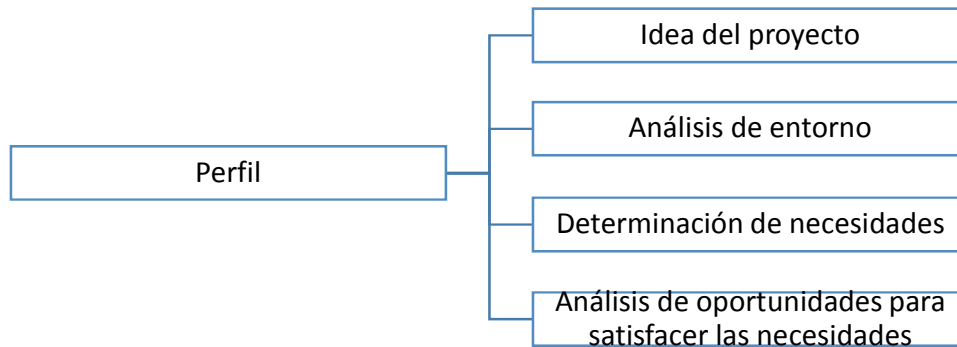 Idea del proyecto
Análisis de entorno
Perfil
Determinación de necesidades
Análisis de oportunidades para
satisfacer las necesidades